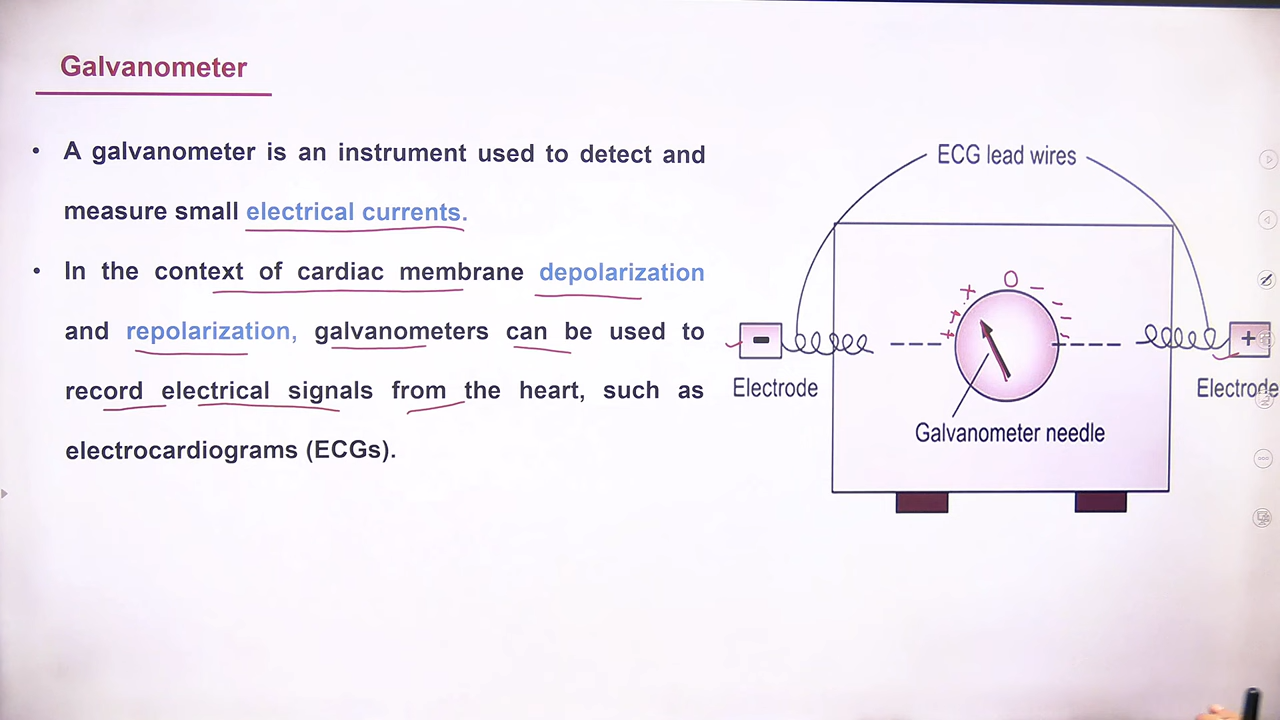 Galvanometer
• A galvanometer is an instrument used to detect and
measure small electrical currents.
• In the context of cardiac membrane depolarization
and repolarization, galvanometers can be used to
record electrical signals from the heart, such as
electrocardiograms (ECGs).
ECG lead wires
+ O −
+ −
+ −
+ −
- +
Electrode Electrode
Galvanometer needle